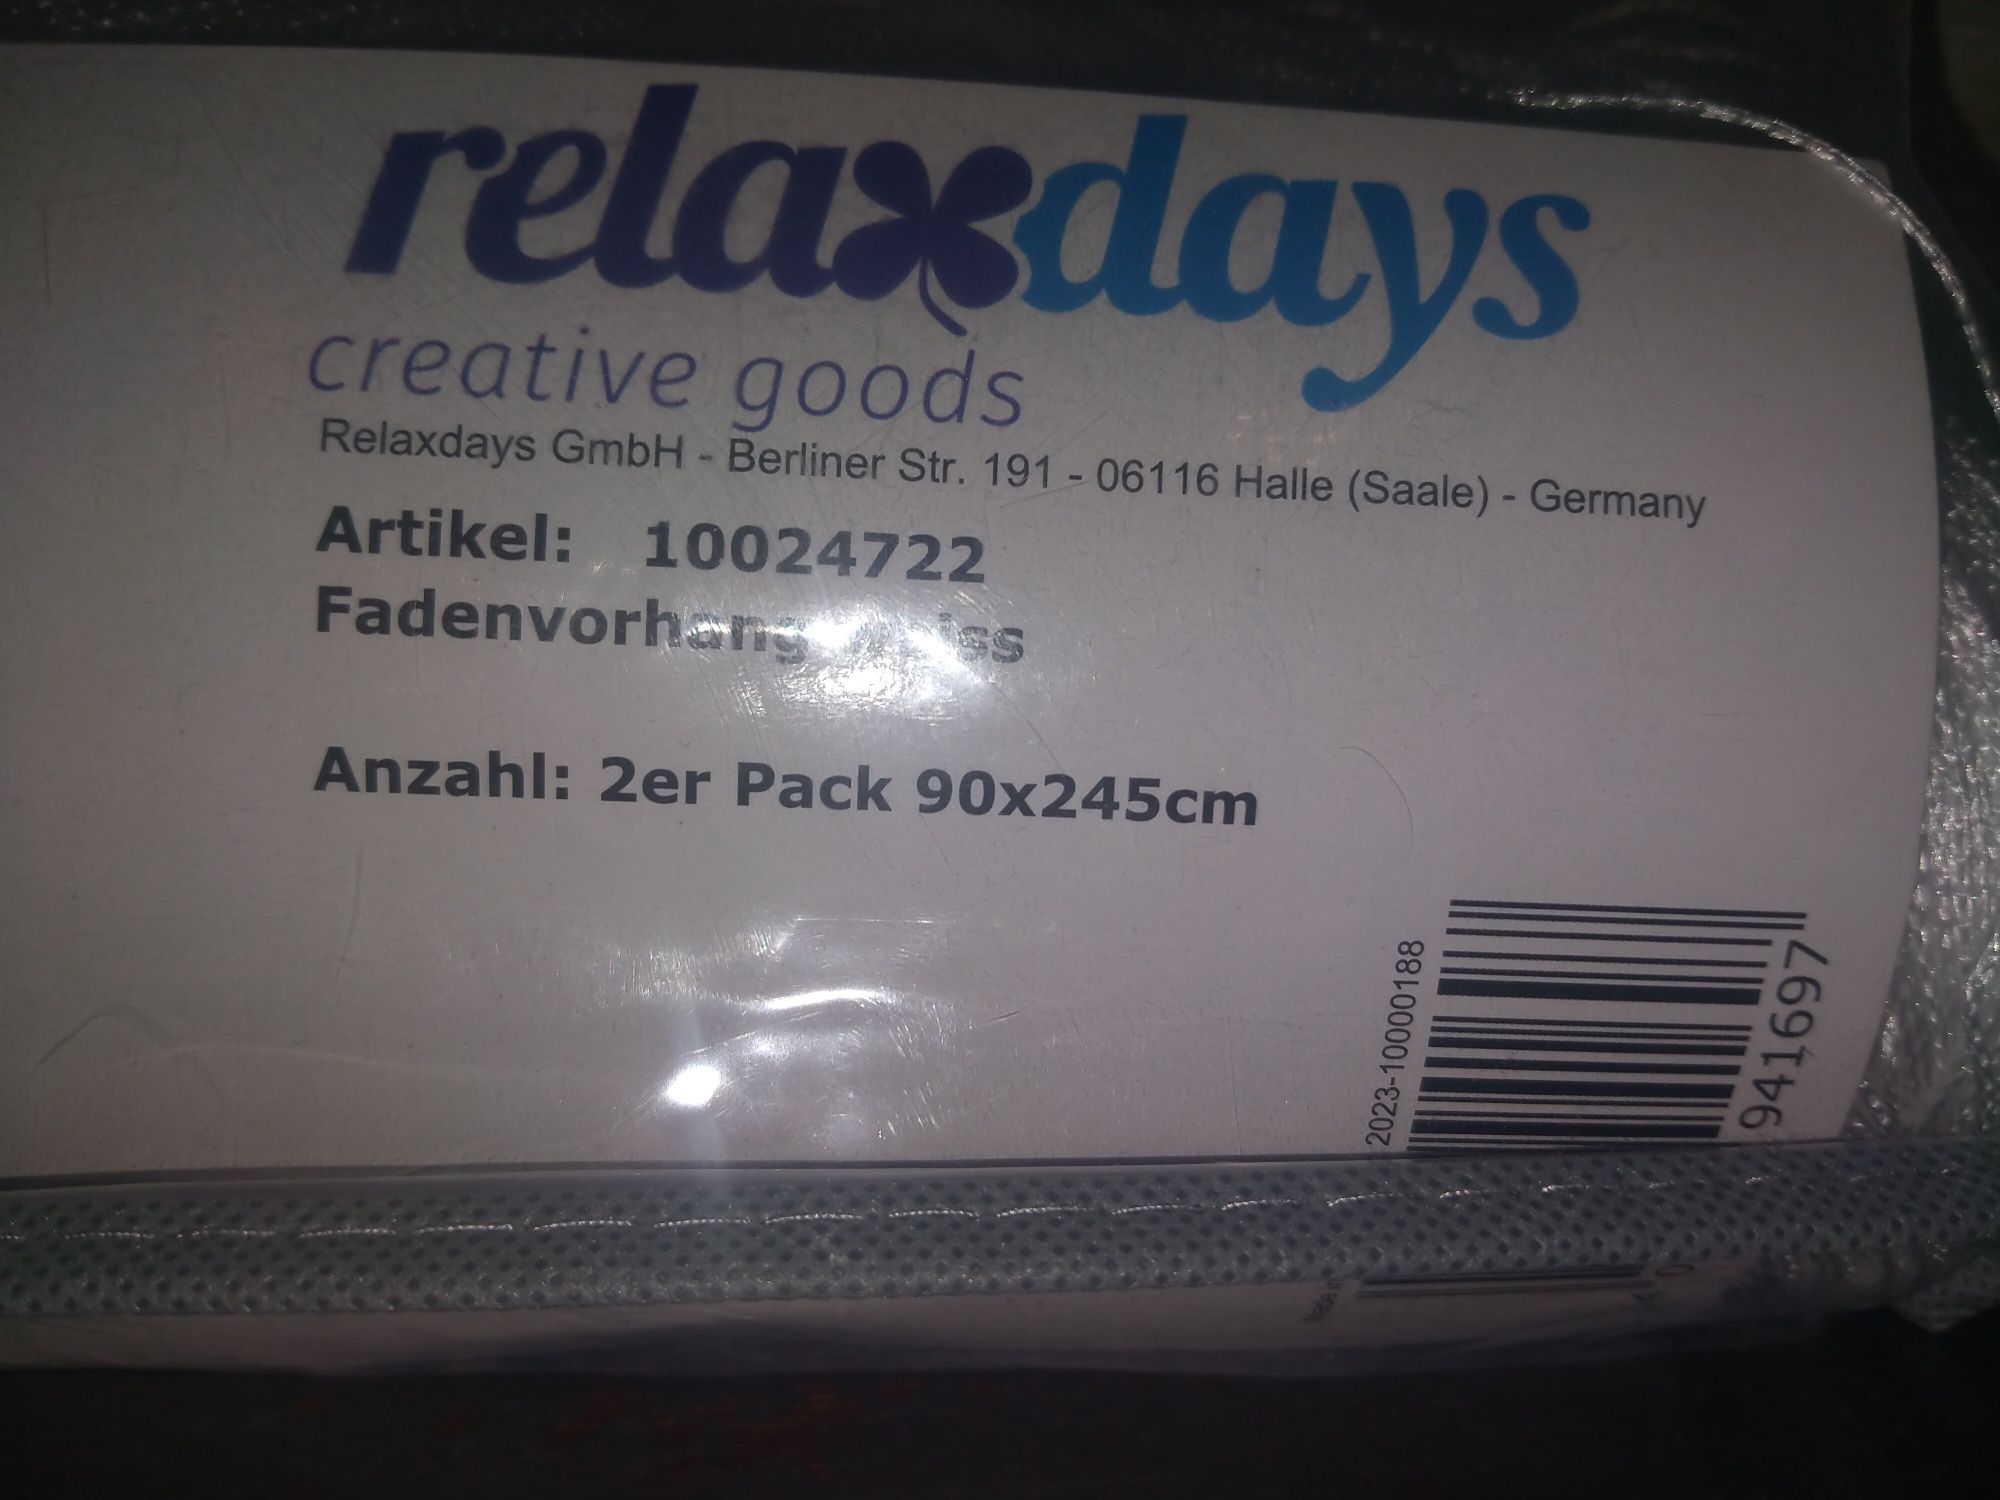 relaxdays
creative goods
Relaxdays GmbH - Berliner Str. 191 - 06116 Halle (Saale) - Germany
Artikel: 10024722
Fadenvorhang weiss
Anzahl: 2er Pack 90x245cm
2023-10000188
941697